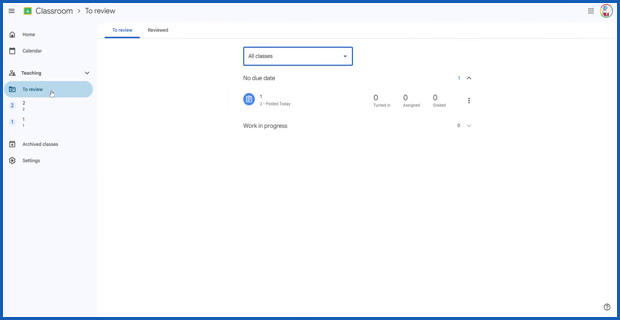 Classroom > To review
Home
Calendar
Teaching
To review
2
2
2
1
1
1
Archived classes
Settings
To review
Reviewed
All classes
No due date
1
1
2 • Posted Today
0
Turned in
0
Assigned
0
Graded
Work in progress
0